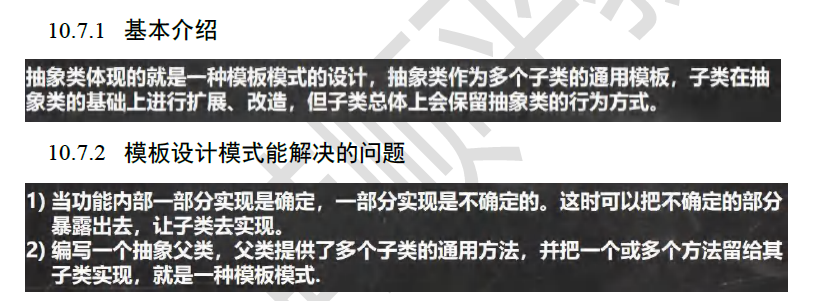 10.7.1 基本介绍
抽象类体现的就是一种模板模式的设计，抽象类作为多个子类的通用模板，子类在抽
象类的基础上进行扩展、改造，但子类总体上会保留抽象类的行为方式。
10.7.2 模板设计模式能解决的问题
1) 当功能内部一部分实现是确定，一部分实现是不确定的。这时可以把不确定的部分
暴露出去，让子类去实现。
2) 编写一个抽象父类，父类提供了多个子类的通用方法，并把一个或多个方法留给其
子类实现，就是一种模板模式.